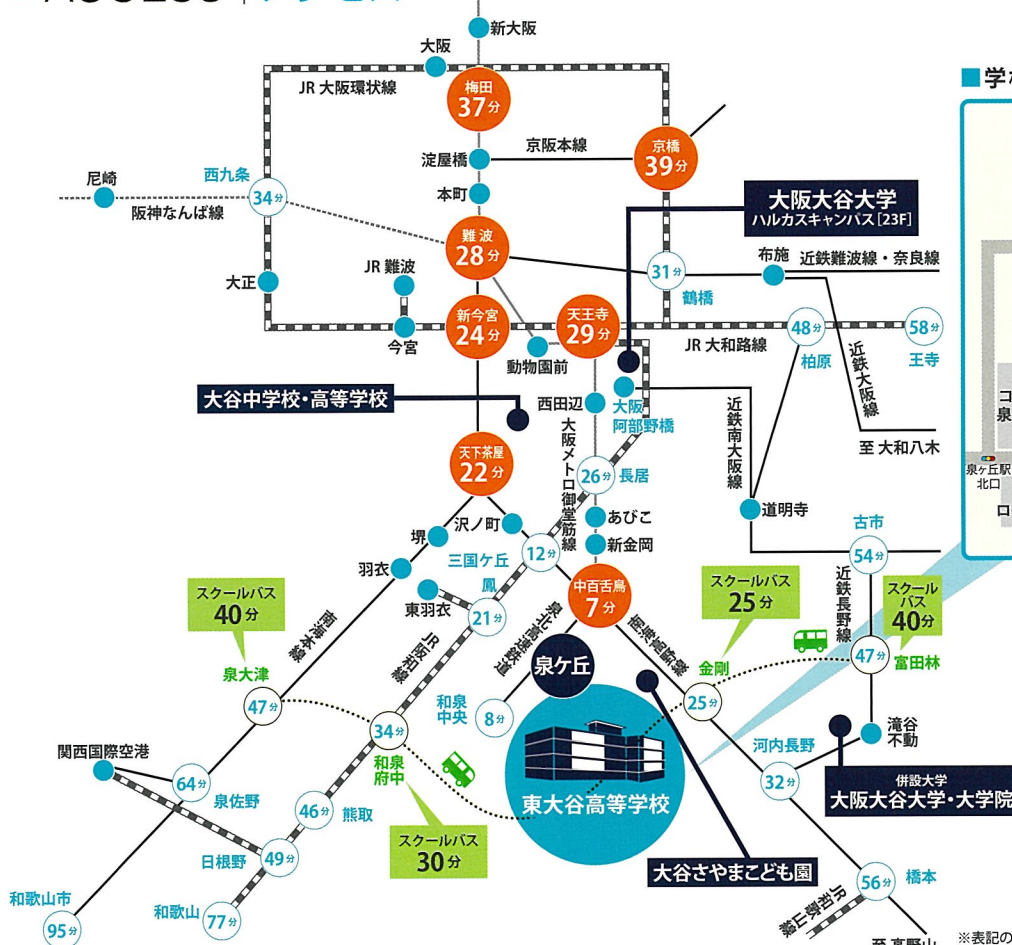 新大阪
大阪
JR 大阪環状線
梅田
37分
■学
淀屋橋
京阪本線
京橋
39分
本町
尼崎
西九条
34分
阪神なんば線
大阪大谷大学
ハルカスキャンパス［23F］
難波
28分
布施
近鉄難波線・奈良線
31分
鶴橋
大正
JR 難波
今宮
新今宮
24分
天王寺
29分
動物園前
JR 大和路線
48分
柏原
58分
王寺
近鉄大阪線
至 大和八木
大谷中学校・高等学校
西田辺
大阪
阿部野橋
大阪メトロ御堂筋線
近鉄南大阪線
天下茶屋
22分
26分
長居
道明寺
泉ヶ丘駅
北口
堺
沢ノ町
あびこ
新金岡
羽衣
三国ケ丘
12分
古市
54分
鳳
21分
東羽衣
中百舌鳥
7分
スクールバス
40分
スクールバス
25分
近鉄長野線
スクール
バス
40分
南海本線
JR阪和線
泉北高速鉄道
南海高野線
泉ケ丘
金剛
25分
47分
富田林
泉大津
47分
和泉
中央
8分
34分
和泉
府中
河内長野
32分
滝谷
不動
関西国際空港
64分
泉佐野
46分
熊取
東大谷高等学校
併設大学
大阪大谷大学・大学院
スクールバス
30分
日根野
49分
大谷さやまこども園
56分
橋本
JR和歌山線
和歌山市
95分
和歌山
77分
至 高野山
※表記の